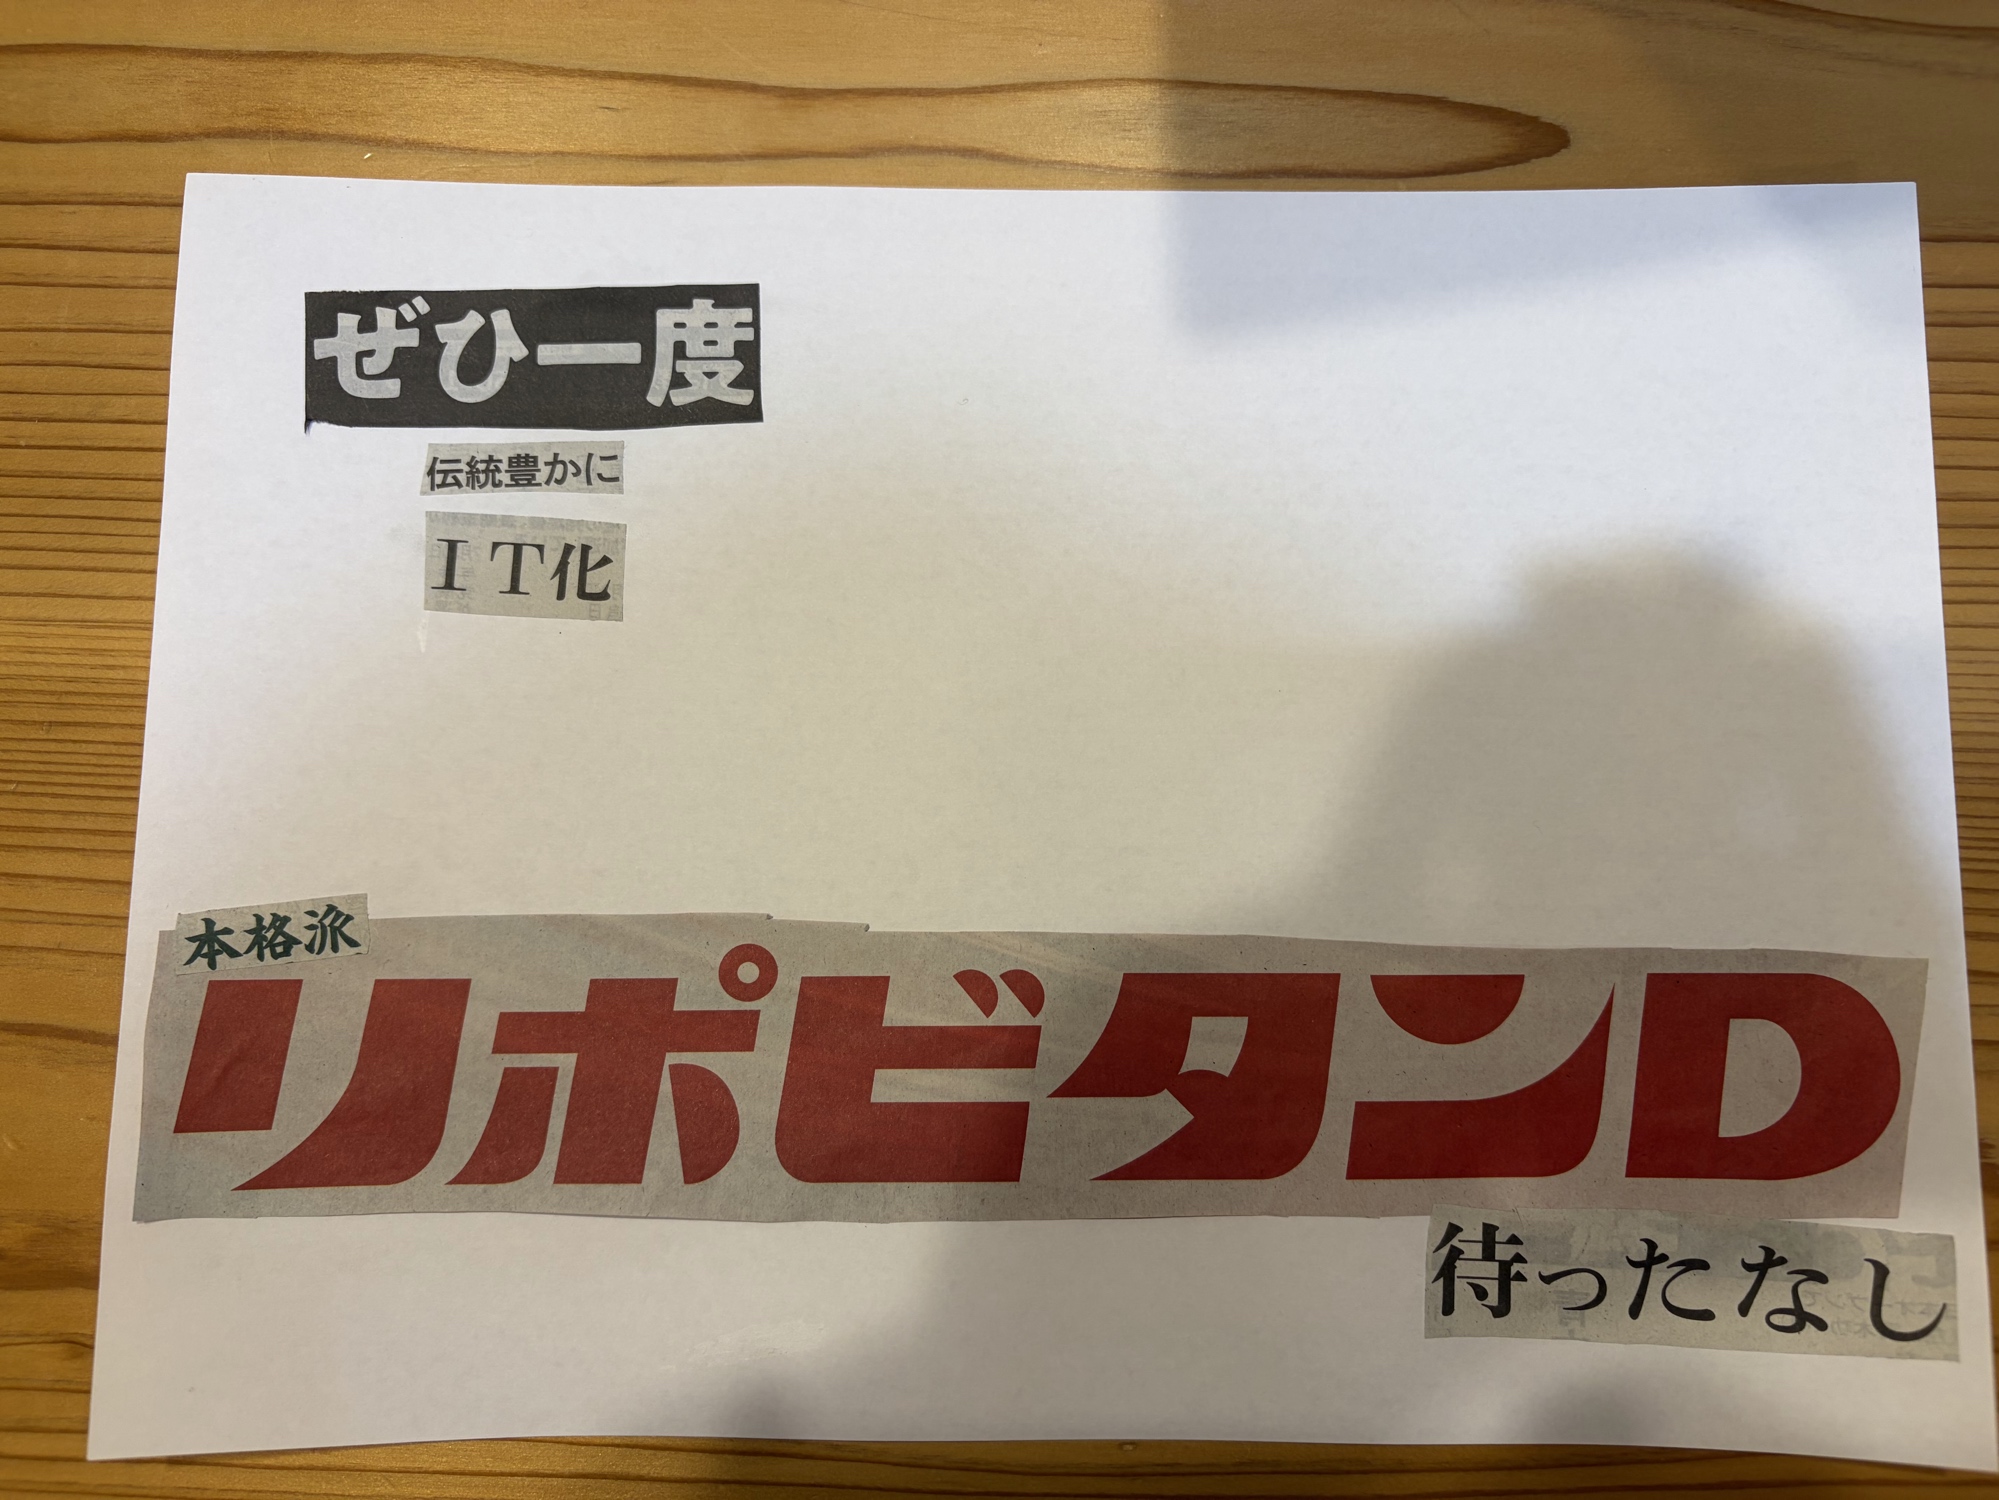 ぜひ一度
伝統豊かに
IT化
本格派
リポビタンD
待ったなし